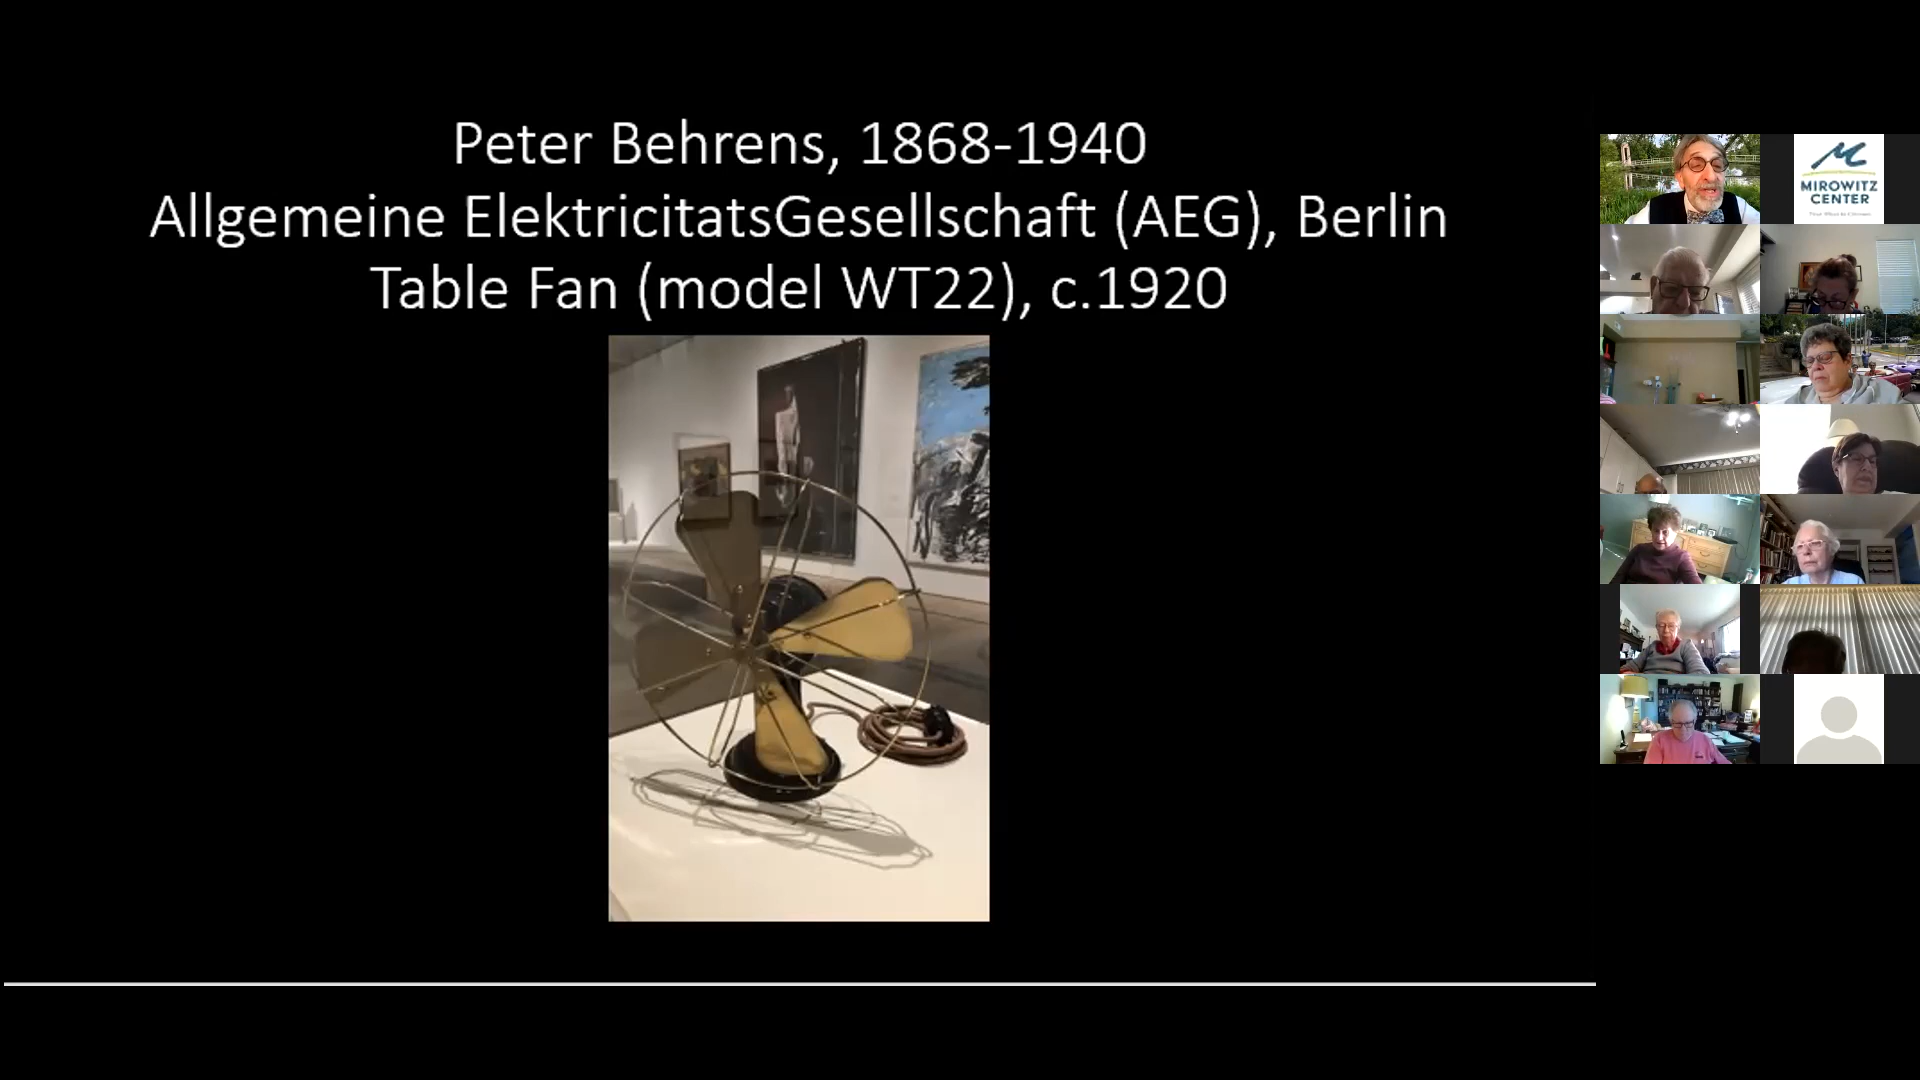 Peter Behrens, 1868-1940
Allgemeine ElektricitatsGesellschaft (AEG), Berlin
Table Fan (model WT22), c.1920
MIROWITZ
CENTER